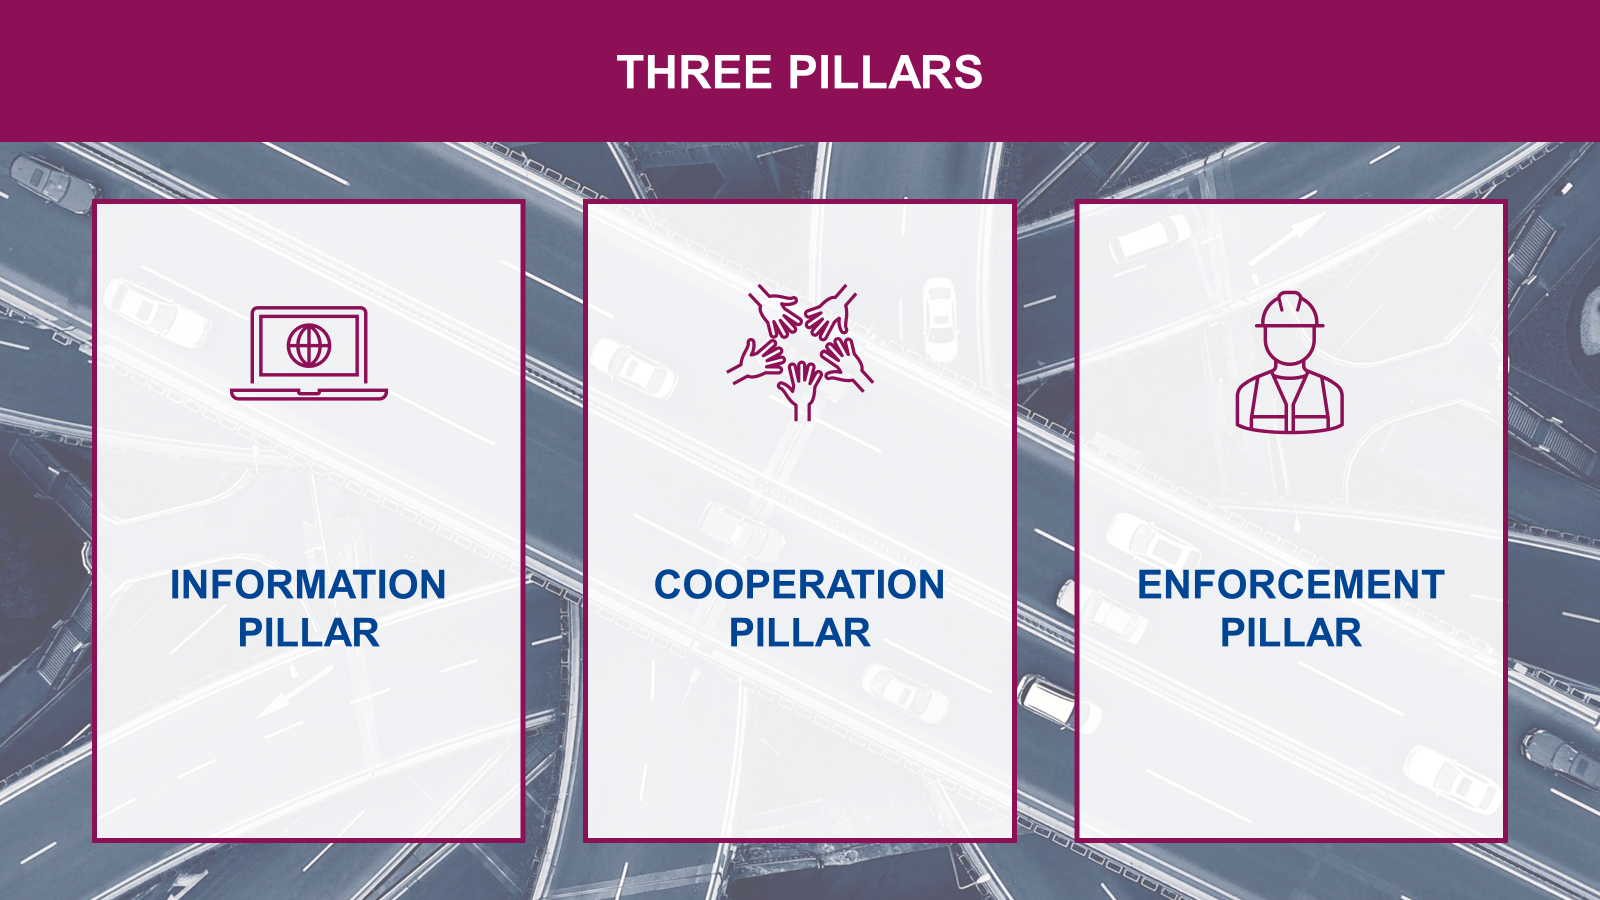 THREE PILLARS
INFORMATION
PILLAR
COOPERATION
PILLAR
ENFORCEMENT
PILLAR